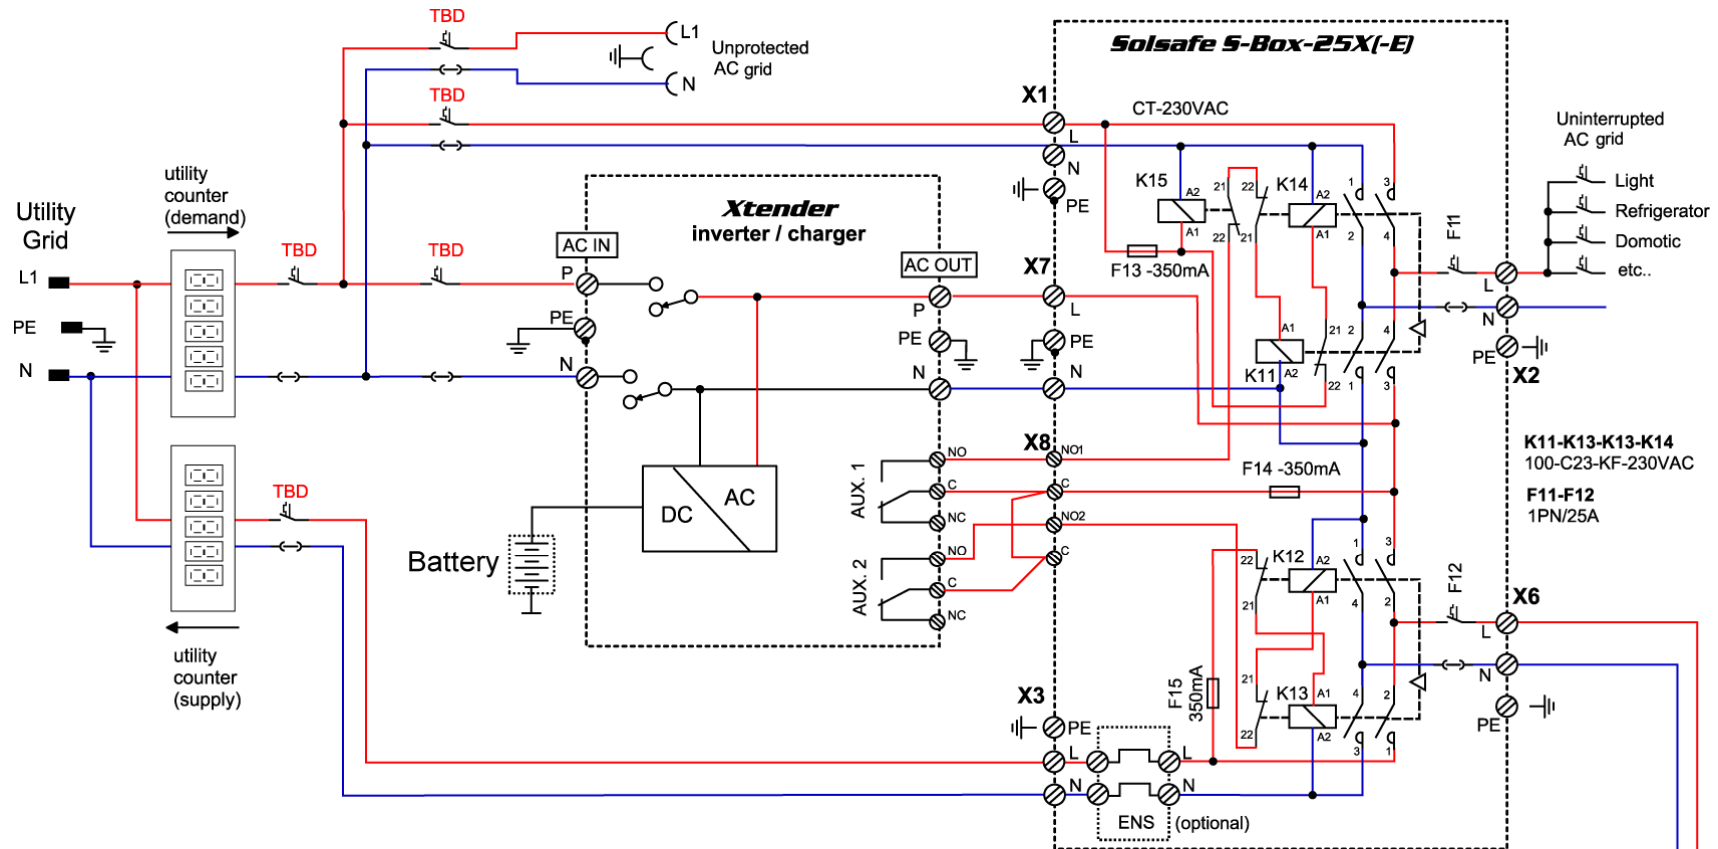 TBD
L1
Unprotected
AC grid
N
TBD
Solsafe S-Box-25X(-E)
X1
CT-230VAC
L
N
PE
Uninterrupted
AC grid
Light
Refrigerator
Domotic
etc..
utility
counter
(demand)
Utility
Grid
L1
PE
N
TBD
TBD
Xtender
inverter / charger
AC IN
P
PE
N
AC OUT
P
PE
N
X7
L
PE
N
K15
A2
A1
21
22
22
21
K14
A2
A1
1
3
2
4
F13 -350mA
F11
L
N
PE
X2
A1
A2
K11
21
22
2
4
1
3
K11-K13-K13-K14
100-C23-KF-230VAC
F11-F12
1PN/25A
X8
NO
C
NC
AUX. 1
NO1
C
NO2
C
F14 -350mA
NO
C
NC
AUX. 2
DC
AC
Battery
TBD
utility
counter
(supply)
22
21
K12
A2
A1
1
3
4
2
F12
X6
L
N
PE
F15
350mA
21
22
K13
A1
A2
4
2
3
1
X3
PE
L
N
L
N
ENS
(optional)